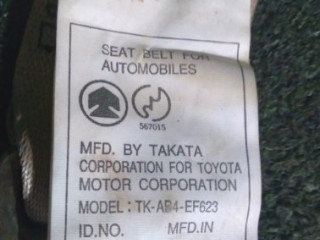 SEAT BELT FOR
AUTOMOBILES
567015
MFD. BY TAKATA
CORPORATION FOR TOYOTA
MOTOR CORPORATION
MODEL: TK-AB4-EF623
ID.NO. MFD.IN